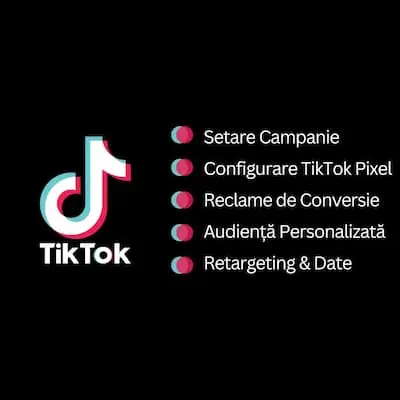 TikTok
Setare Campanie
Configurare TikTok Pixel
Reclame de Conversie
Audiență Personalizată
Retargeting & Date